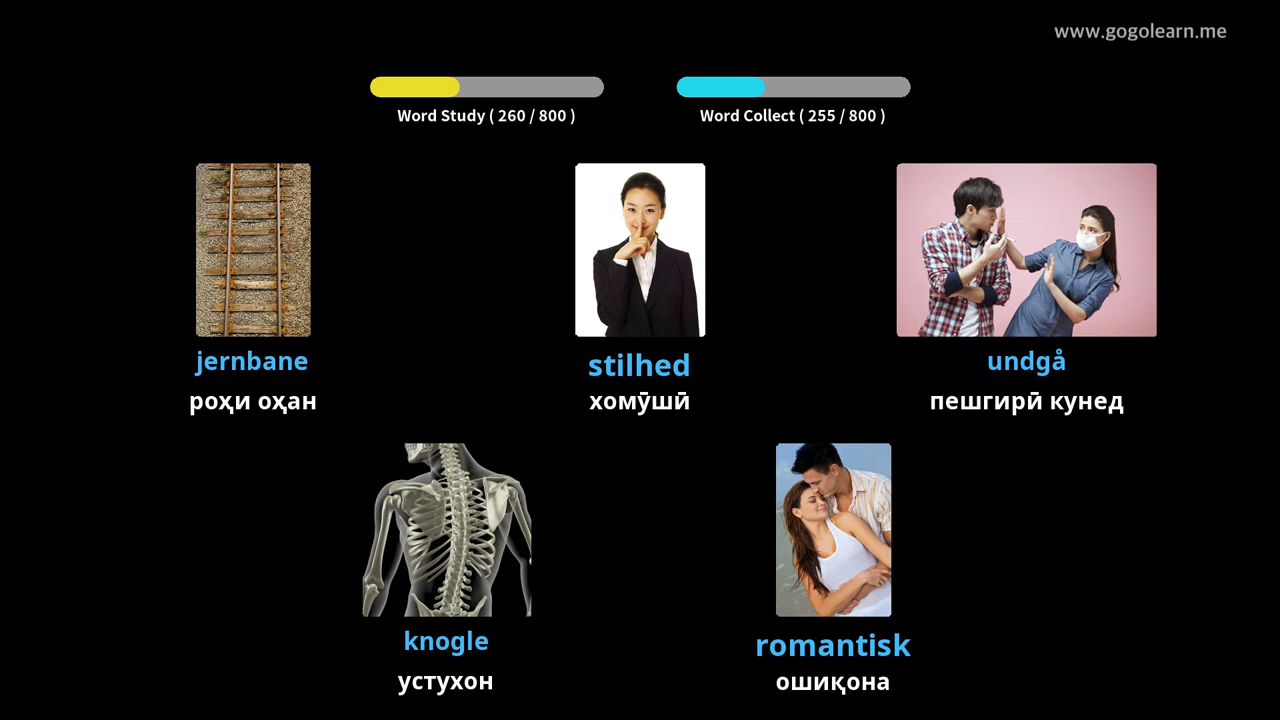 www.gogolearn.me
Word Study ( 260 / 800 )
Word Collect ( 255 / 800 )
jernbane
роҳи оҳан
stilhed
хомӯшӣ
undgå
пешгирӣ кунед
knogle
устухон
romantisk
ошиқона